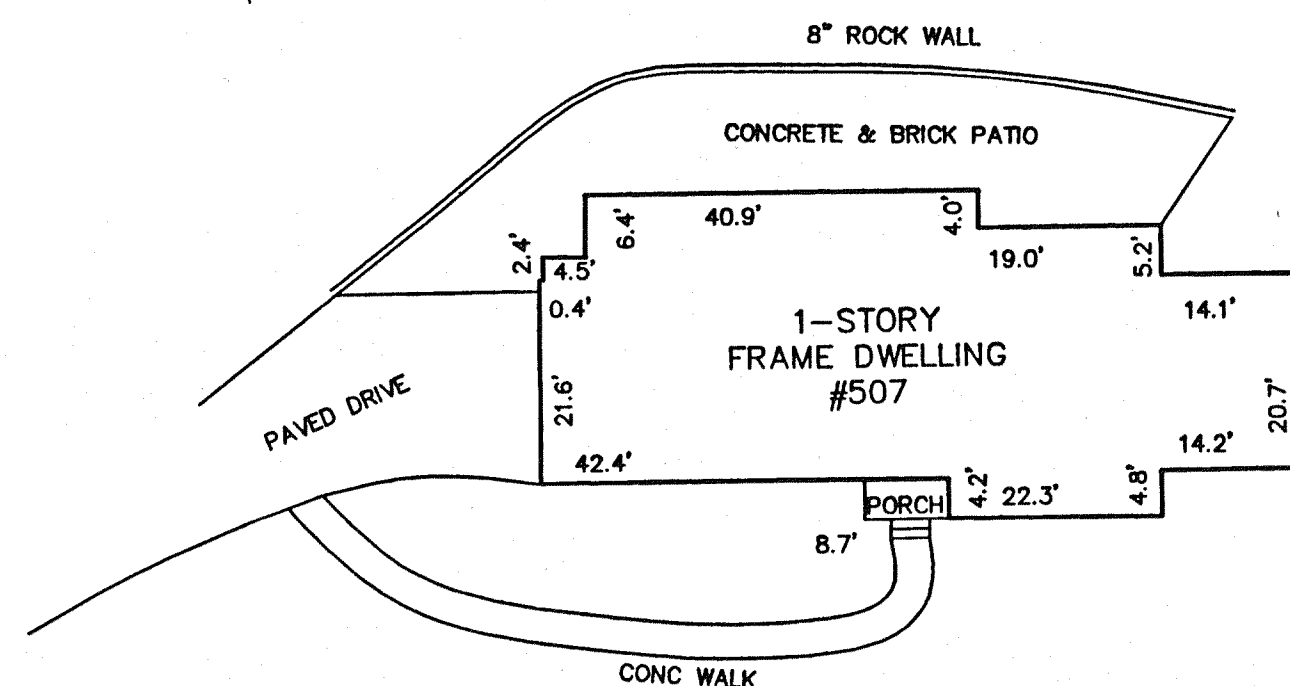 8" ROCK WALL
CONCRETE & BRICK PATIO
2.4'
4.5'
6.4'
40.9'
4.0'
19.0'
5.2'
0.4'
14.1'
1-STORY
FRAME DWELLING
#507
PAVED DRIVE
21.6'
20.7'
42.4'
14.2'
PORCH
4.2'
22.3'
4.8'
8.7'
CONC WALK